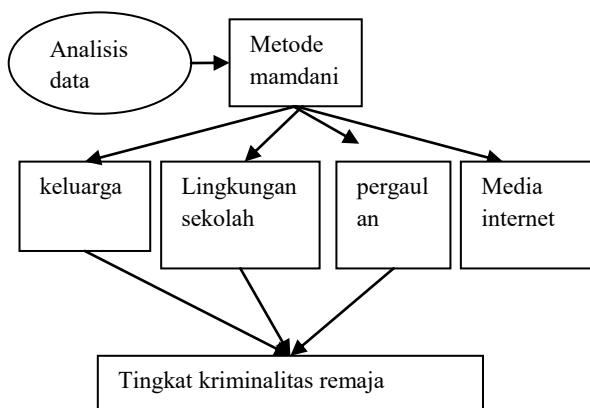 Analisis
data
Metode
mamdani
keluarga
Lingkungan
sekolah
pergaul
an
Media
internet
Tingkat kriminalitas remaja